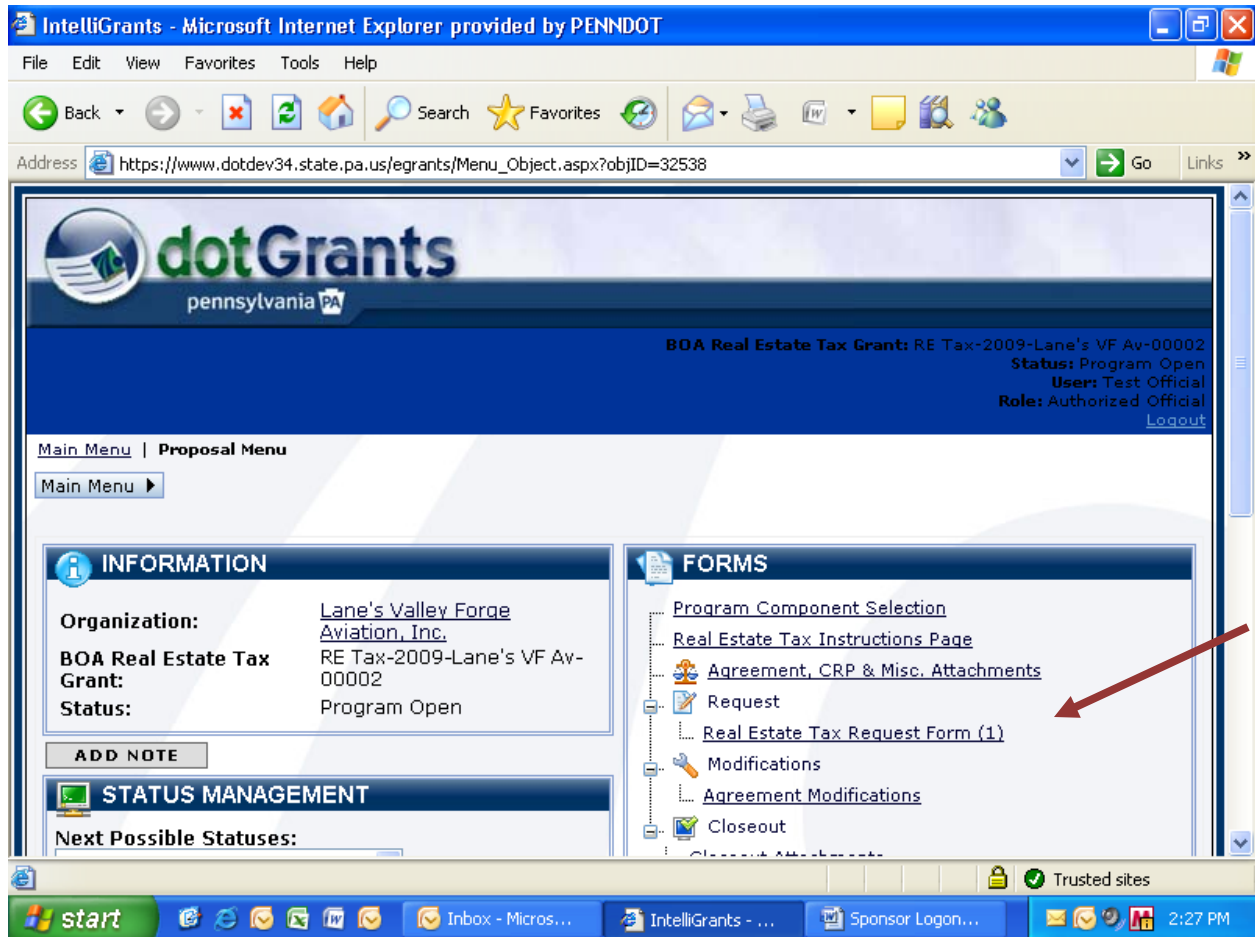 IntelliGrants - Microsoft Internet Explorer provided by PENNDOT
File Edit View Favorites Tools Help
Back Search Favorites
Address https://www.dotdev34.state.pa.us/egrants/Menu_Object.aspx?objID=32538 Go Links »
dotGrants
pennsylvania PA
BOA Real Estate Tax Grant: RE Tax-2009-Lane's VF Av-00002
Status: Program Open
User: Test Official
Role: Authorized Official
Logout
Main Menu | Proposal Menu
Main Menu
INFORMATION
Organization: Lane's Valley Forge
Aviation, Inc.
BOA Real Estate Tax RE Tax-2009-Lane's VF Av-
Grant: 00002
Status: Program Open
ADD NOTE
STATUS MANAGEMENT
Next Possible Statuses:
FORMS
Program Component Selection
Real Estate Tax Instructions Page
Agreement, CRP & Misc. Attachments
Request
Real Estate Tax Request Form (1)
Modifications
Agreement Modifications
Closeout
Closeout Attachments
Trusted sites
start Inbox - Micros... IntelliGrants - ... Sponsor Logon... 2:27 PM